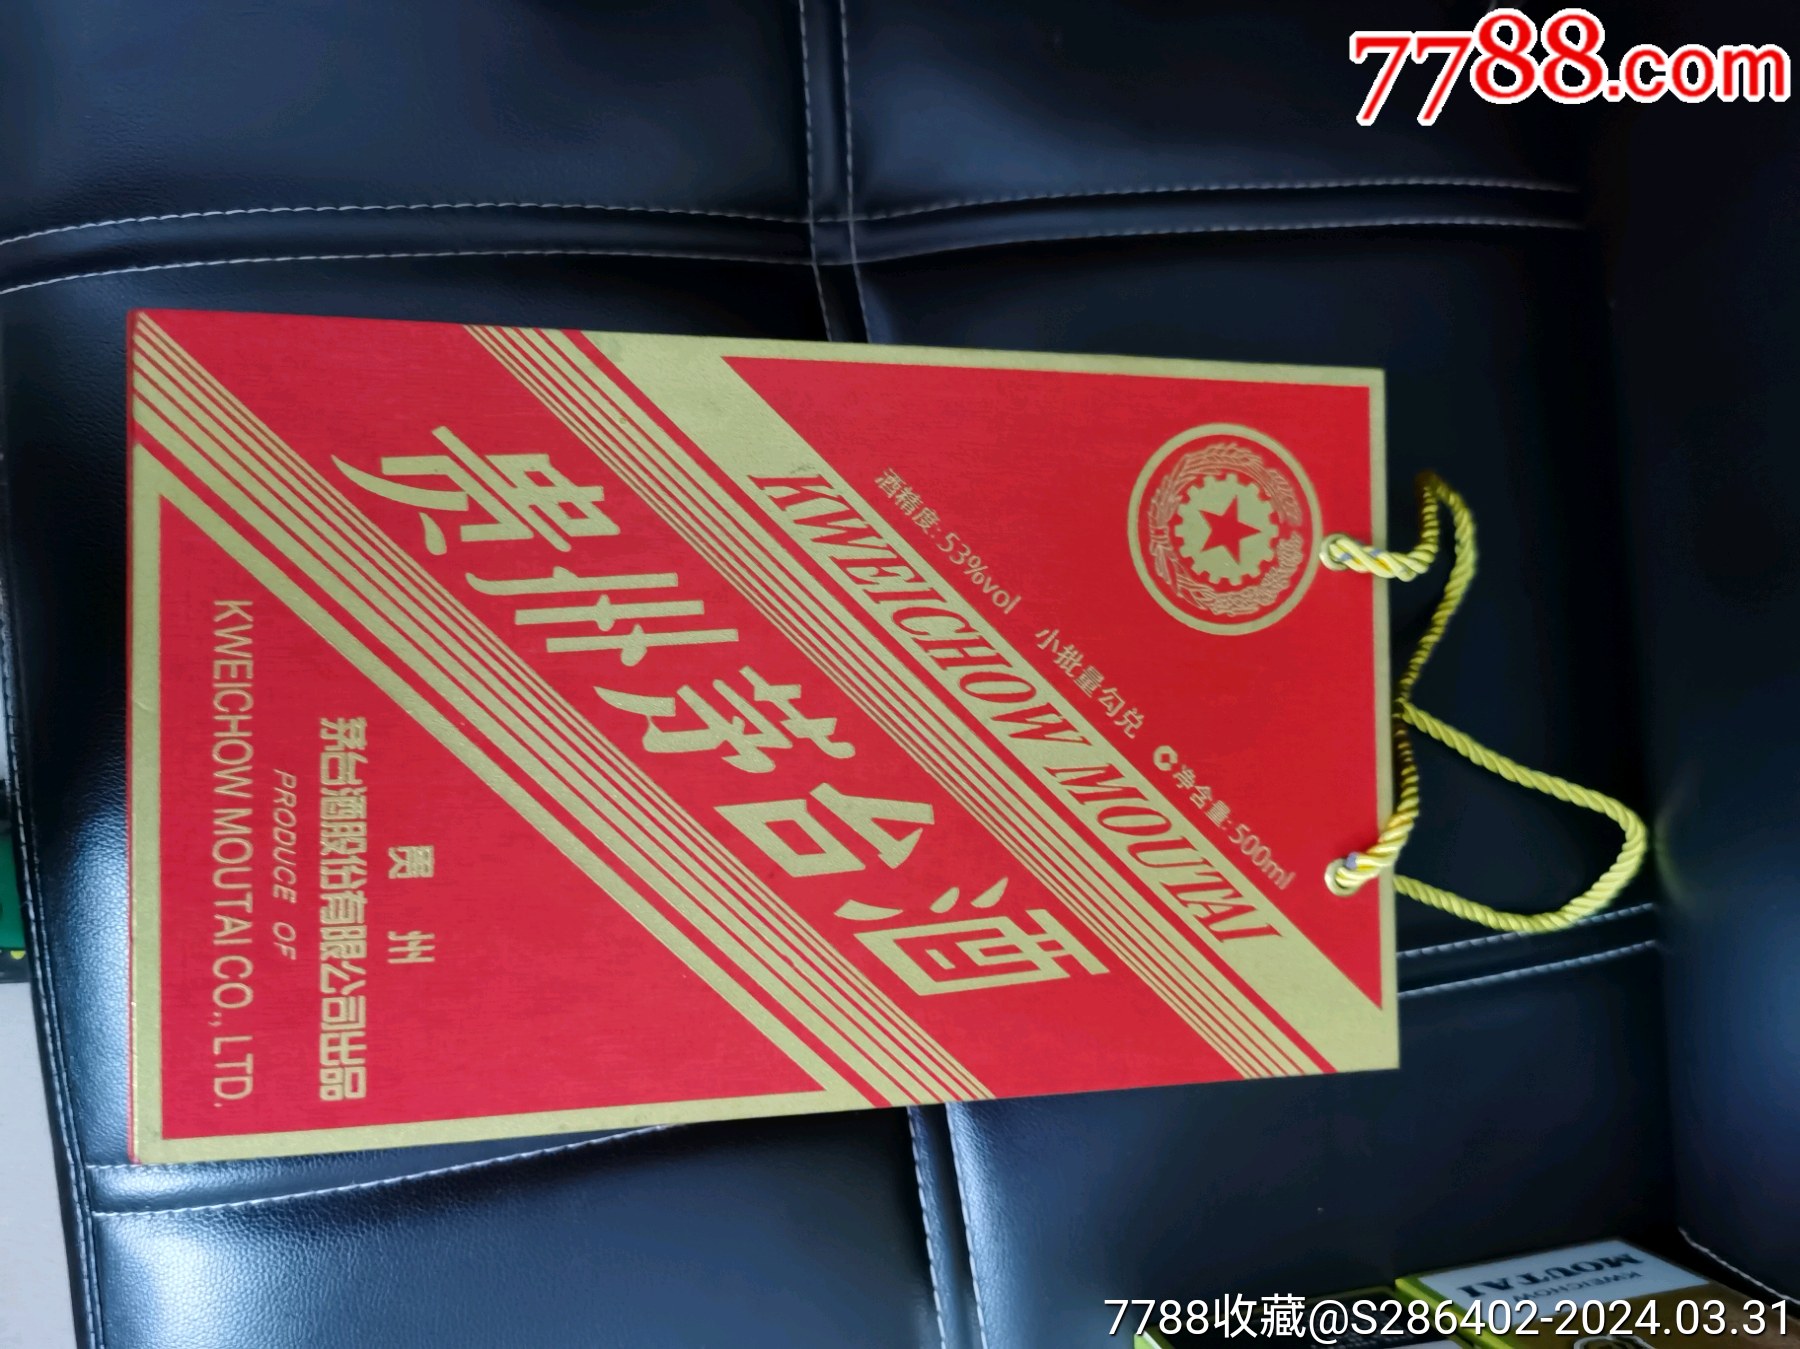 7788.com
酒精度:53%vol 小批量勾兑 净含量:500ml
KWEICHOW MOUTAI
贵州茅台酒
贵州
茅台酒股份有限公司出品
PRODUCE OF
KWEICHOW MOUTAI CO., LTD.
KWEICHOW
MOUTAI
7788收藏@S286402-2024.03.31